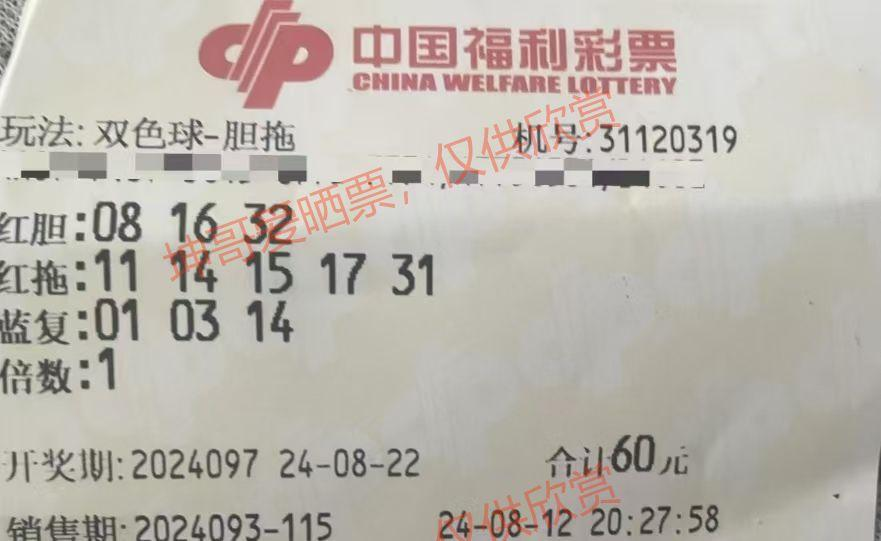 中国福利彩票
CHINA WELFARE LOTTERY
玩法:双色球-胆拖 机号:31120319
红胆:08 16 32
红拖:11 14 15 17 31
蓝复:01 03 14
倍数:1
开奖期:2024097 24-08-22 合计60元
销售期:2024093-115 24-08-12 20:27:58
坤哥爱晒票,仅供欣赏
仅供欣赏